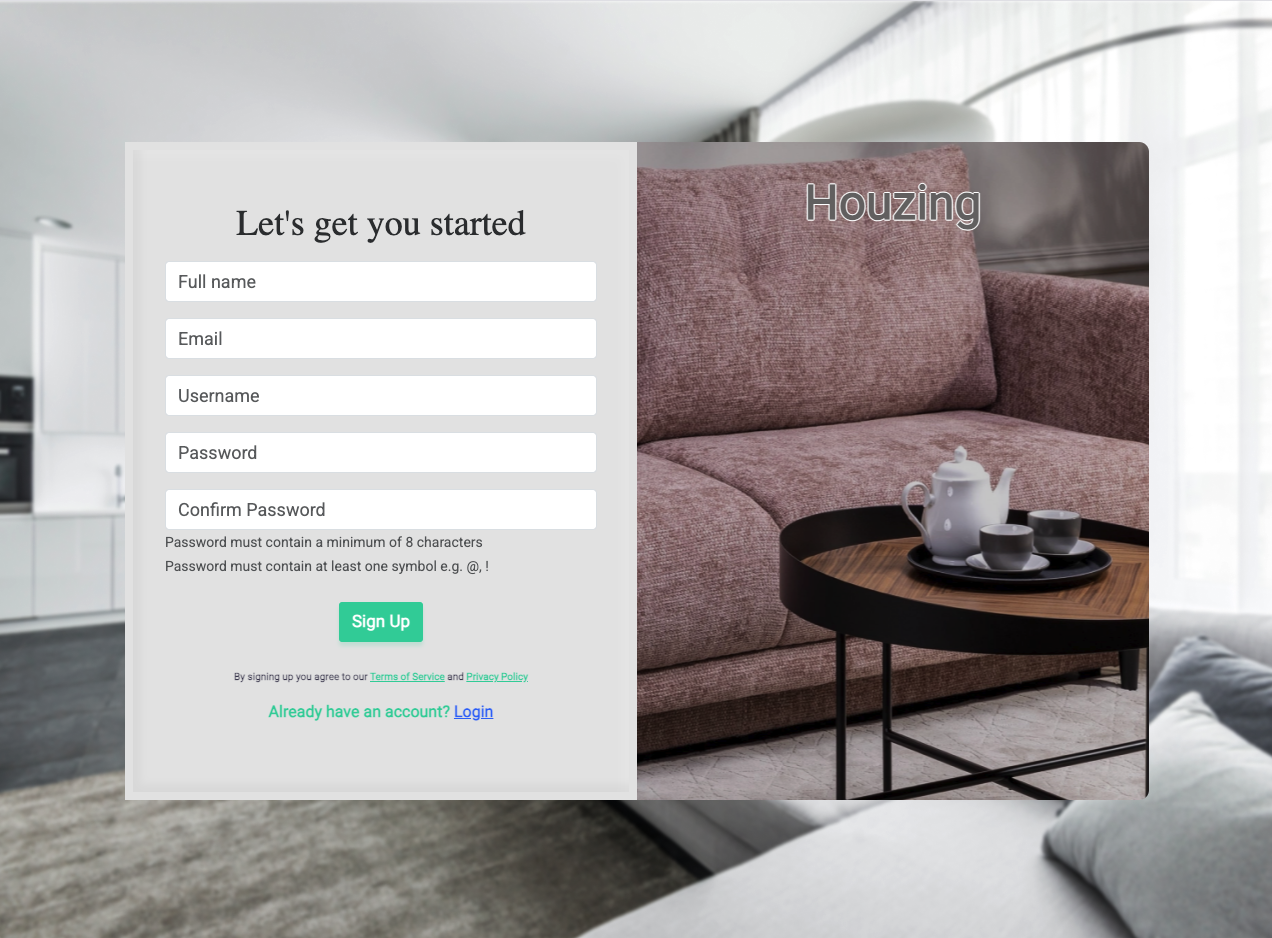 Let's get you started
Full name
Email
Username
Password
Confirm Password
Password must contain a minimum of 8 characters
Password must contain at least one symbol e.g. @, !
Sign Up
By signing up you agree to our Terms of Service and Privacy Policy
Already have an account? Login
Houzing